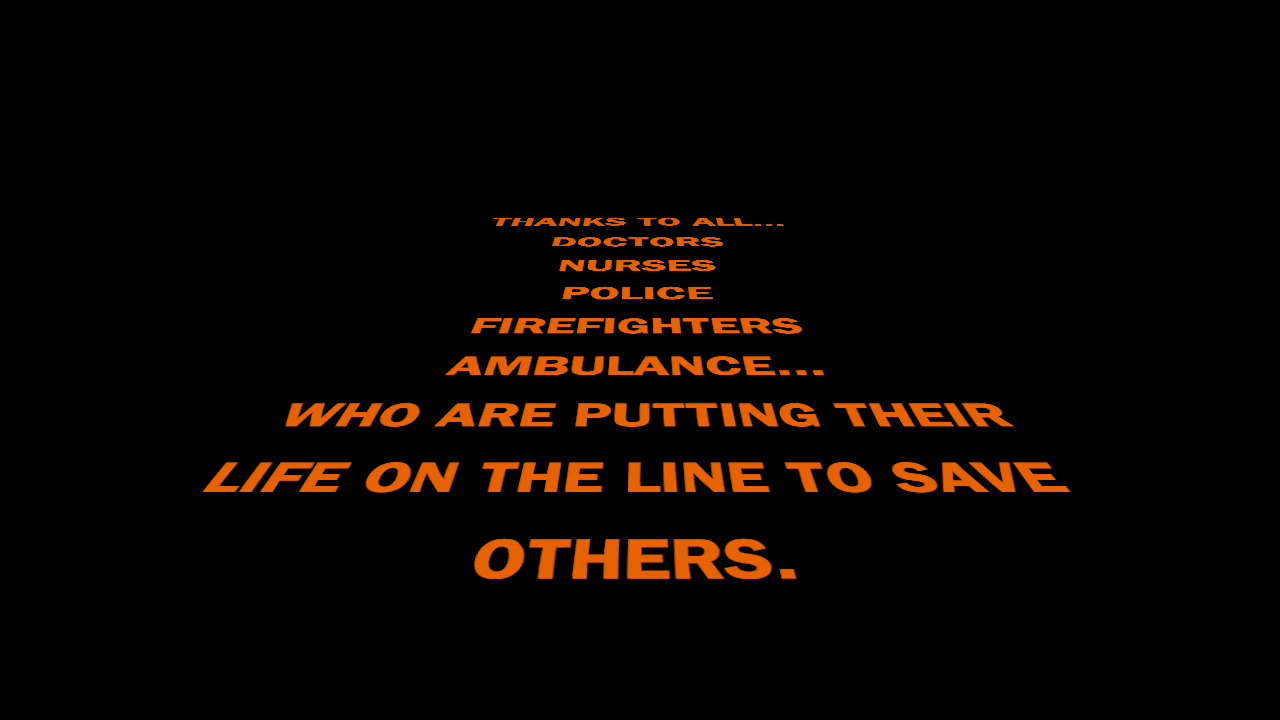 THANKS TO ALL...
DOCTORS
NURSES
POLICE
FIREFIGHTERS
AMBULANCE...
WHO ARE PUTTING THEIR
LIFE ON THE LINE TO SAVE
OTHERS.